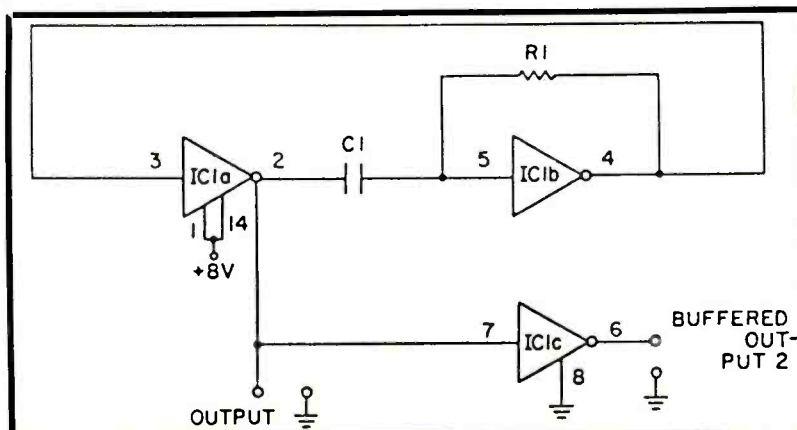 R1
C1
3
2
5
4
IC1a
IC1b
1
14
+8V
7
6
IC1c
8
BUFFERED
OUT-
PUT 2
OUTPUT